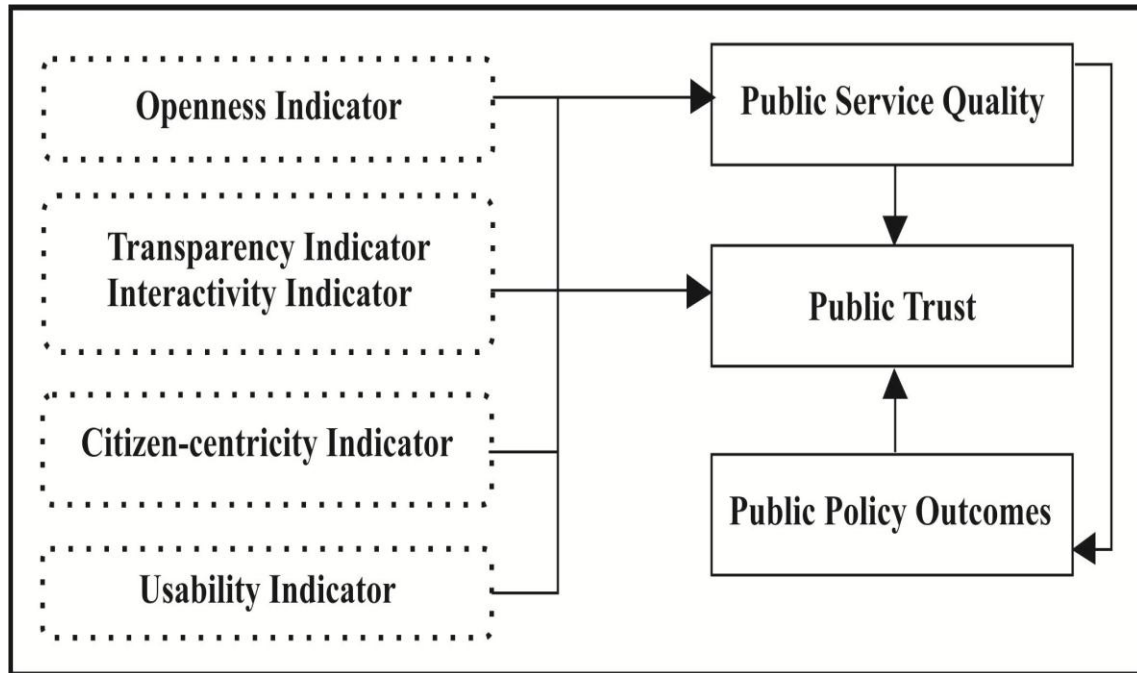 Openness Indicator
Transparency Indicator
Interactivity Indicator
Citizen-centricity Indicator
Usability Indicator
Public Service Quality
Public Trust
Public Policy Outcomes